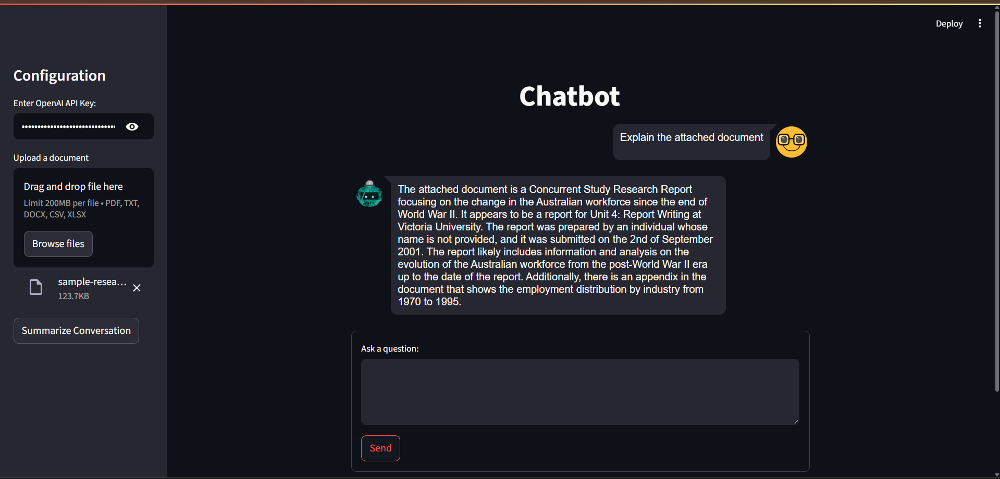 Deploy
Configuration
Enter OpenAI API Key:
Upload a document
Drag and drop file here
Limit 200MB per file • PDF, TXT,
DOCX, CSV, XLSX
Browse files
sample-resea...
123.7KB
Summarize Conversation
Chatbot
Explain the attached document
The attached document is a Concurrent Study Research Report
focusing on the change in the Australian workforce since the end of
World War II. It appears to be a report for Unit 4: Report Writing at
Victoria University. The report was prepared by an individual whose
name is not provided, and it was submitted on the 2nd of September
2001. The report likely includes information and analysis on the
evolution of the Australian workforce from the post-World War II era
up to the date of the report. Additionally, there is an appendix in the
document that shows the employment distribution by industry from
1970 to 1995.
Ask a question:
Send